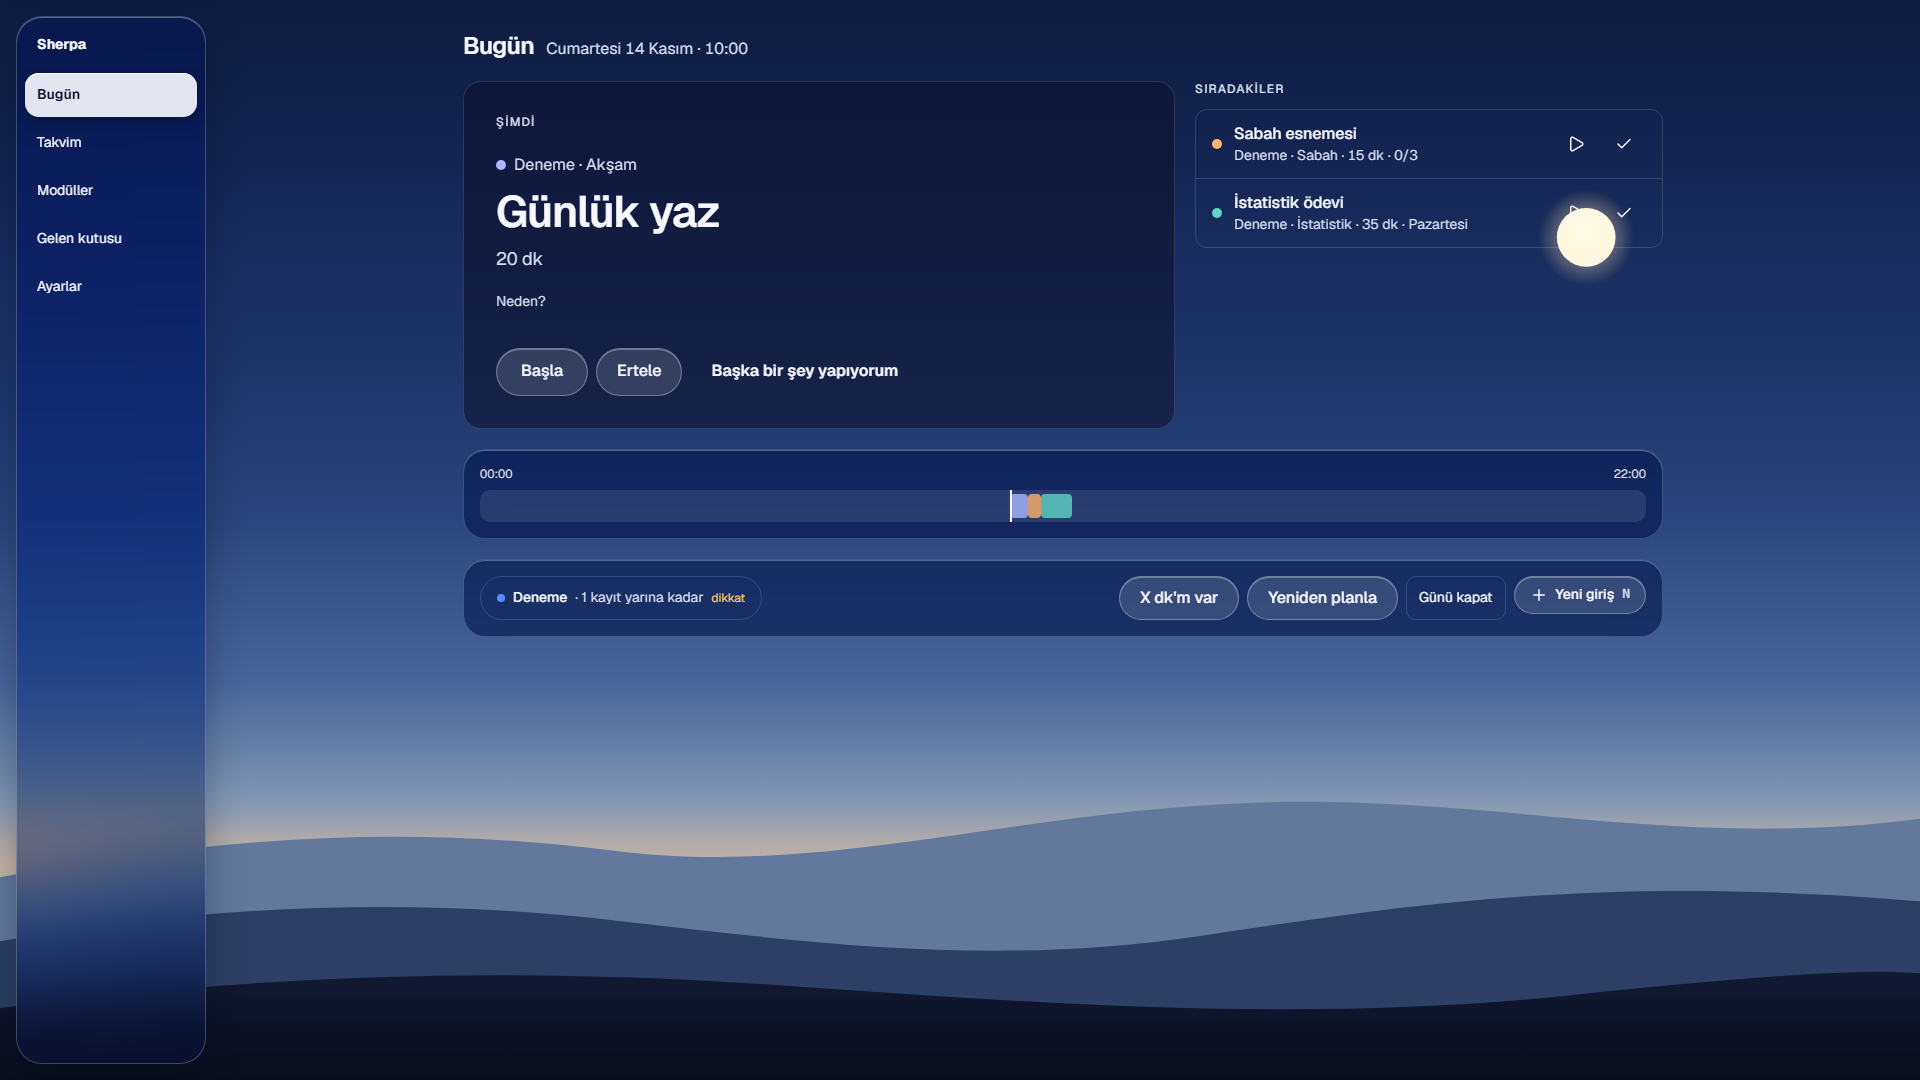 Sherpa
Bugün
Takvim
Modüller
Gelen kutusu
Ayarlar
Bugün Cumartesi 14 Kasım · 10:00
ŞİMDİ
Deneme · Akşam
Günlük yaz
20 dk
Neden?
Başla Ertele Başka bir şey yapıyorum
SIRADAKİLER
Sabah esnemesi
Deneme · Sabah · 15 dk · 0/3
İstatistik ödevi
Deneme · İstatistik · 35 dk · Pazartesi
00:00 22:00
Deneme · 1 kayıt yarına kadar dikkat X dk'm var Yeniden planla Günü kapat Yeni giriş N